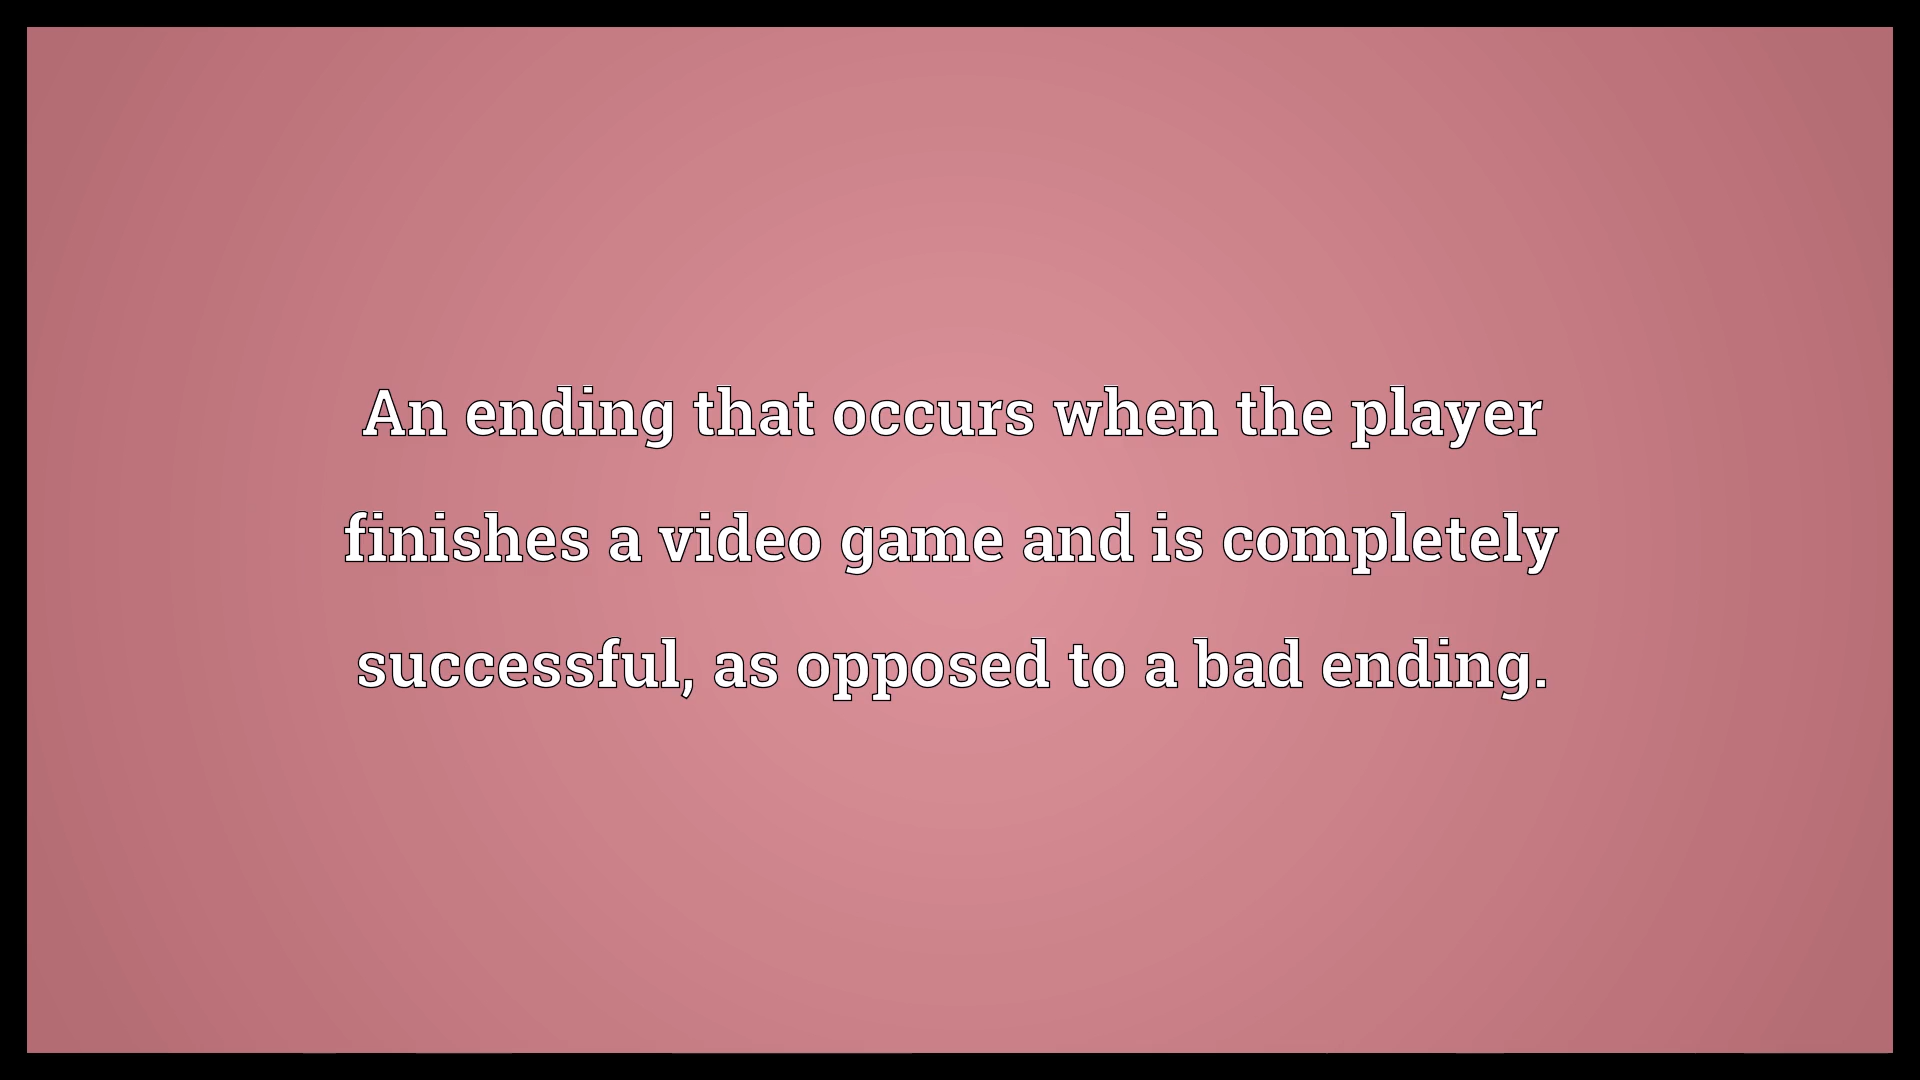 An ending that occurs when the player
finishes a video game and is completely
successful, as opposed to a bad ending.